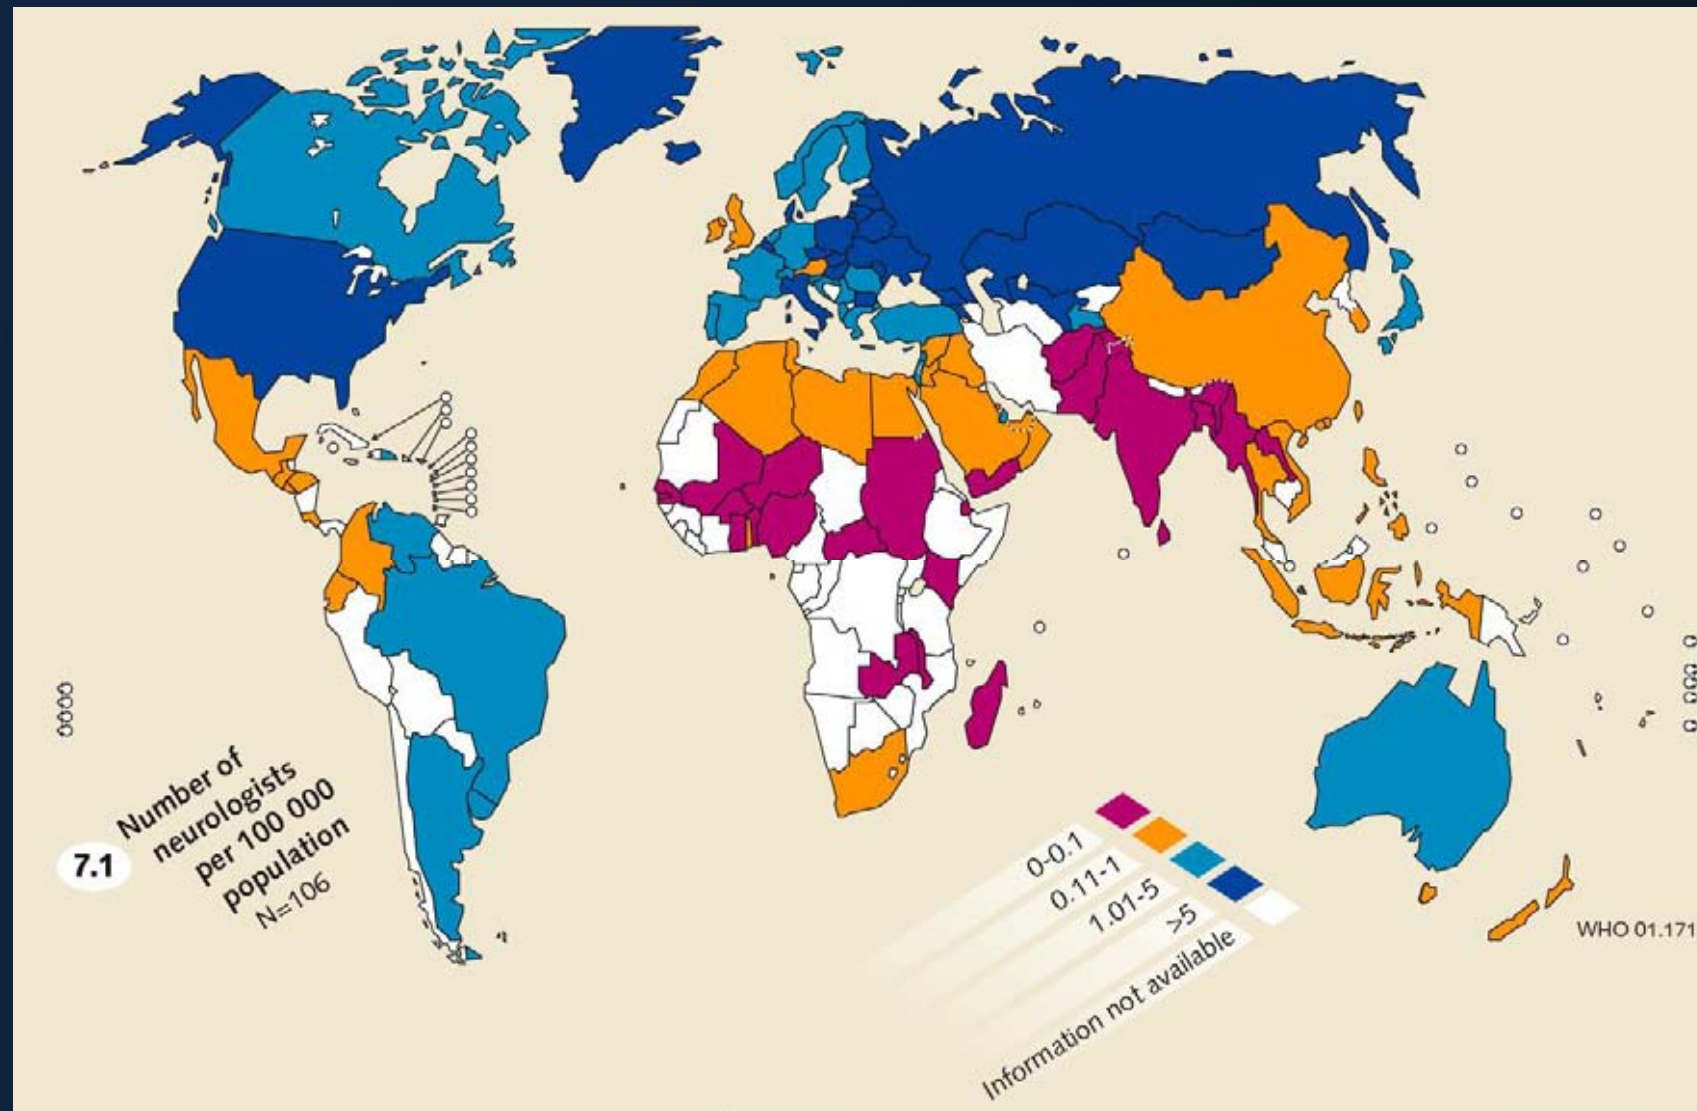 7.1
Number of
neurologists
per 100 000
population
N=106
0-0.1
0.11-1
1.01-5
>5
Information not available
WHO 01.171